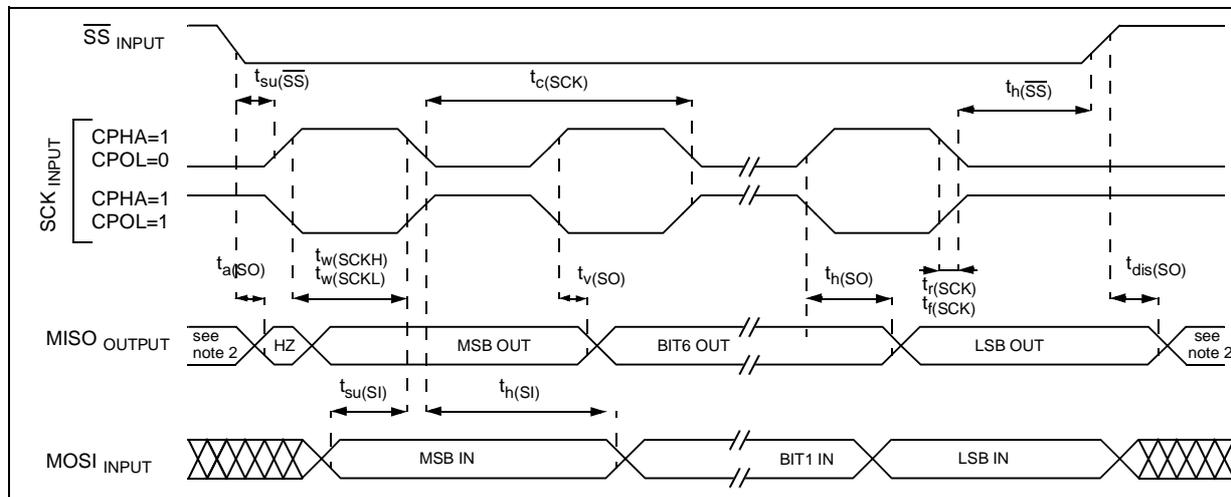 SS INPUT
tsu(SS)
tc(SCK)
th(SS)
SCK INPUT
CPHA=1
CPOL=0
CPHA=1
CPOL=1
ta(SO)
tw(SCKH)
tw(SCKL)
tv(SO)
th(SO)
tr(SCK)
tf(SCK)
tdis(SO)
MISO OUTPUT
see note 2
HZ
MSB OUT
BIT6 OUT
LSB OUT
see note 2
tsu(SI)
th(SI)
MOSI INPUT
MSB IN
BIT1 IN
LSB IN